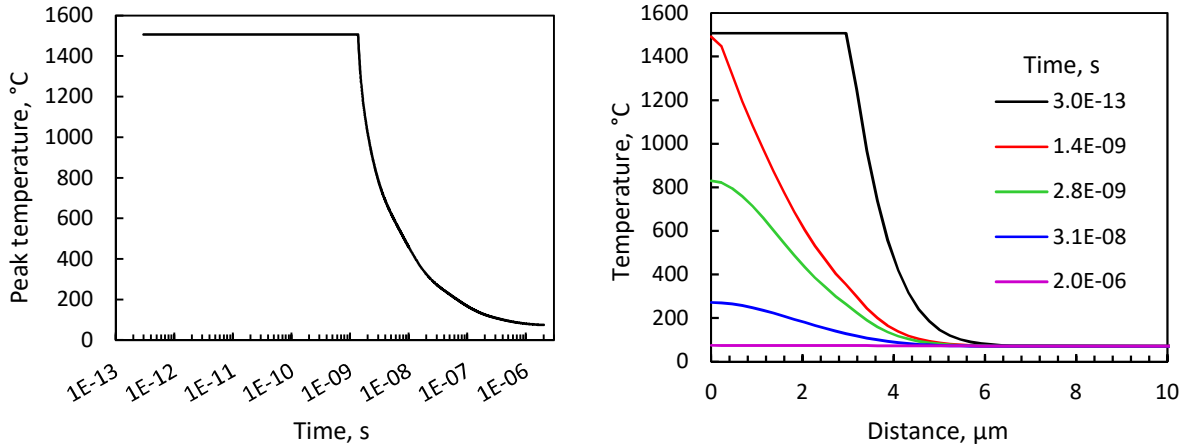 1600
1400
1200
1000
800
600
400
200
0
Peak temperature, °C
1E-13
1E-12
1E-11
1E-10
1E-09
1E-08
1E-07
1E-06
Time, s
1600
1400
1200
1000
800
600
400
200
0
Temperature, °C
Time, s
3.0E-13
1.4E-09
2.8E-09
3.1E-08
2.0E-06
0 2 4 6 8 10
Distance, μm